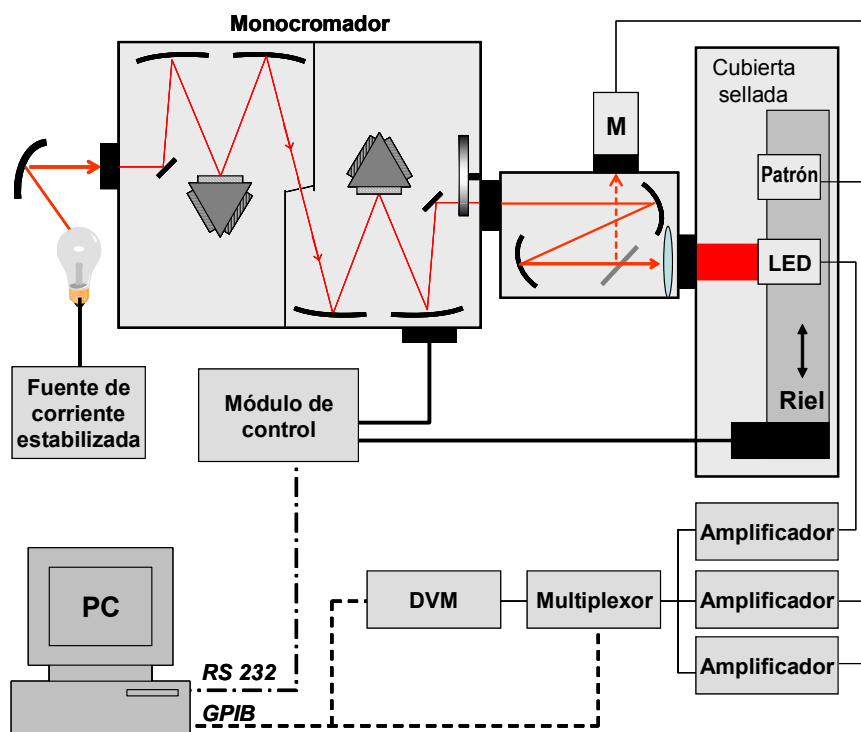 Monocromador
Cubierta
sellada
M
Patrón
LED
Riel
Fuente de
corriente
estabilizada
Módulo de
control
Amplificador
PC
DVM
Multiplexor
Amplificador
Amplificador
RS 232
GPIB